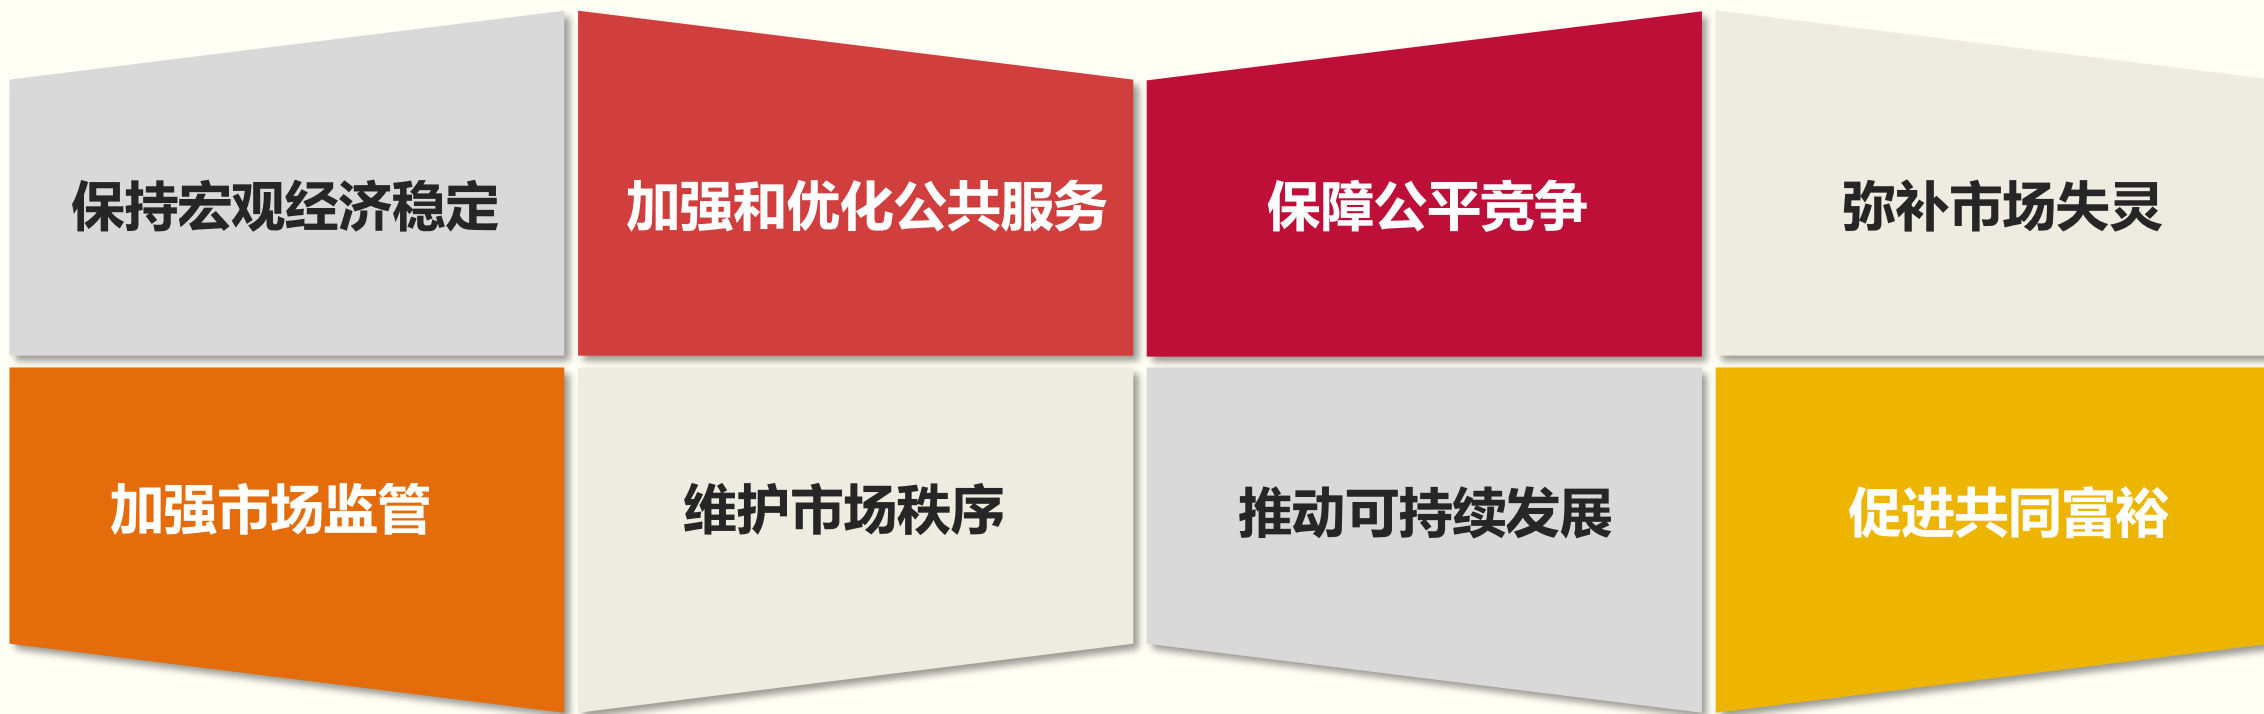 保持宏观经济稳定
加强和优化公共服务
保障公平竞争
弥补市场失灵
加强市场监管
维护市场秩序
推动可持续发展
促进共同富裕